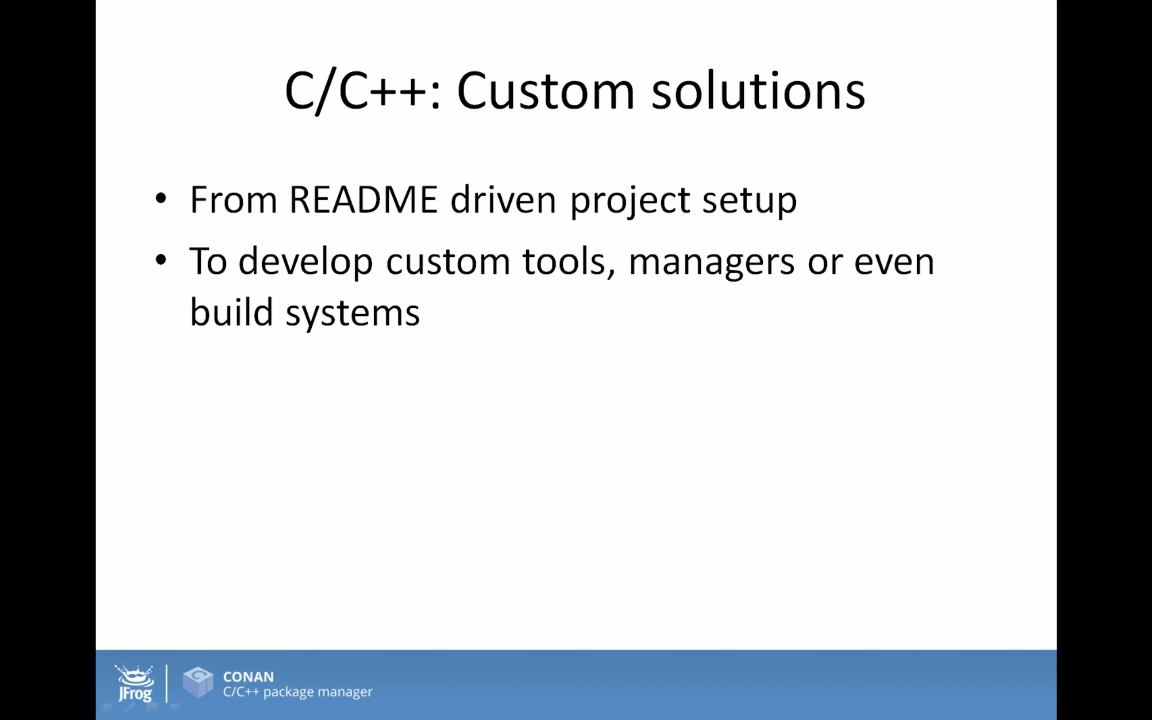 C/C++: Custom solutions
• From README driven project setup
• To develop custom tools, managers or even
build systems
JFrog
CONAN
C/C++ package manager